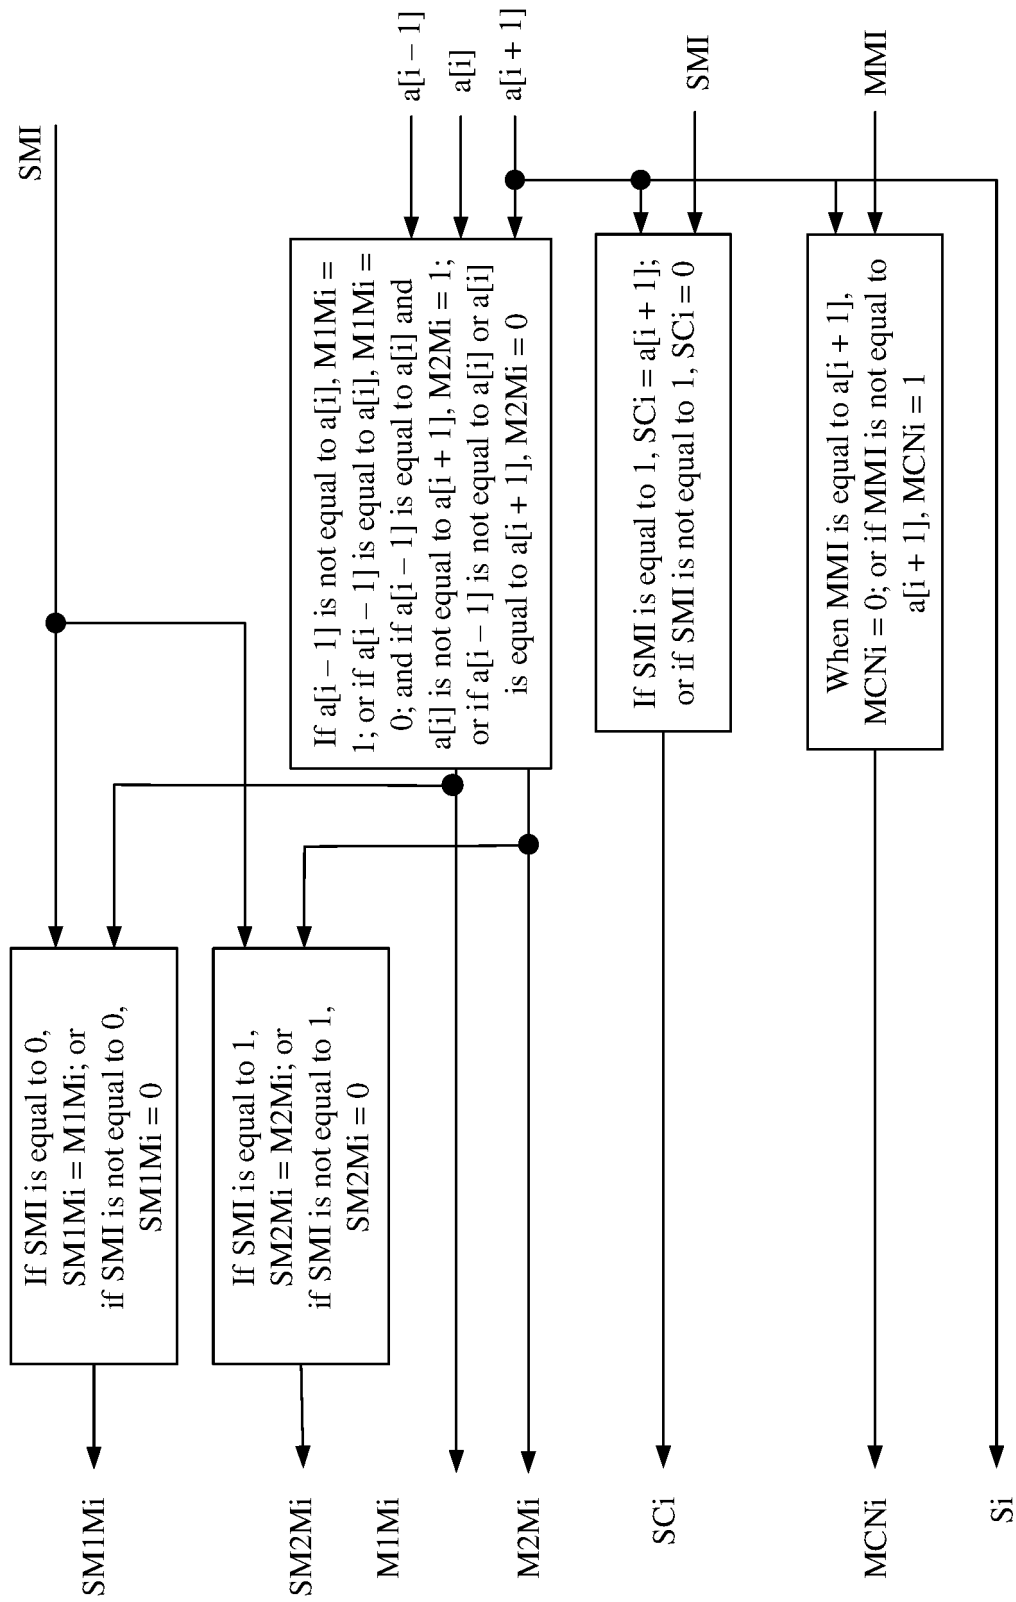 SMI
a[i − 1]
a[i]
a[i + 1]
SMI
MMI
If a[i − 1] is not equal to a[i], M1Mi =
1; or if a[i − 1] is equal to a[i], M1Mi =
0; and if a[i − 1] is equal to a[i] and
a[i] is not equal to a[i + 1], M2Mi = 1;
or if a[i − 1] is not equal to a[i] or a[i]
is equal to a[i + 1], M2Mi = 0
If SMI is equal to 1, SCi = a[i + 1];
or if SMI is not equal to 1, SCi = 0
When MMI is equal to a[i + 1],
MCNi = 0; or if MMI is not equal to
a[i + 1], MCNi = 1
If SMI is equal to 0,
SM1Mi = M1Mi; or
if SMI is not equal to 0,
SM1Mi = 0
If SMI is equal to 1,
SM2Mi = M2Mi; or
if SMI is not equal to 1,
SM2Mi = 0
SM1Mi
SM2Mi
M1Mi
M2Mi
SCi
MCNi
Si